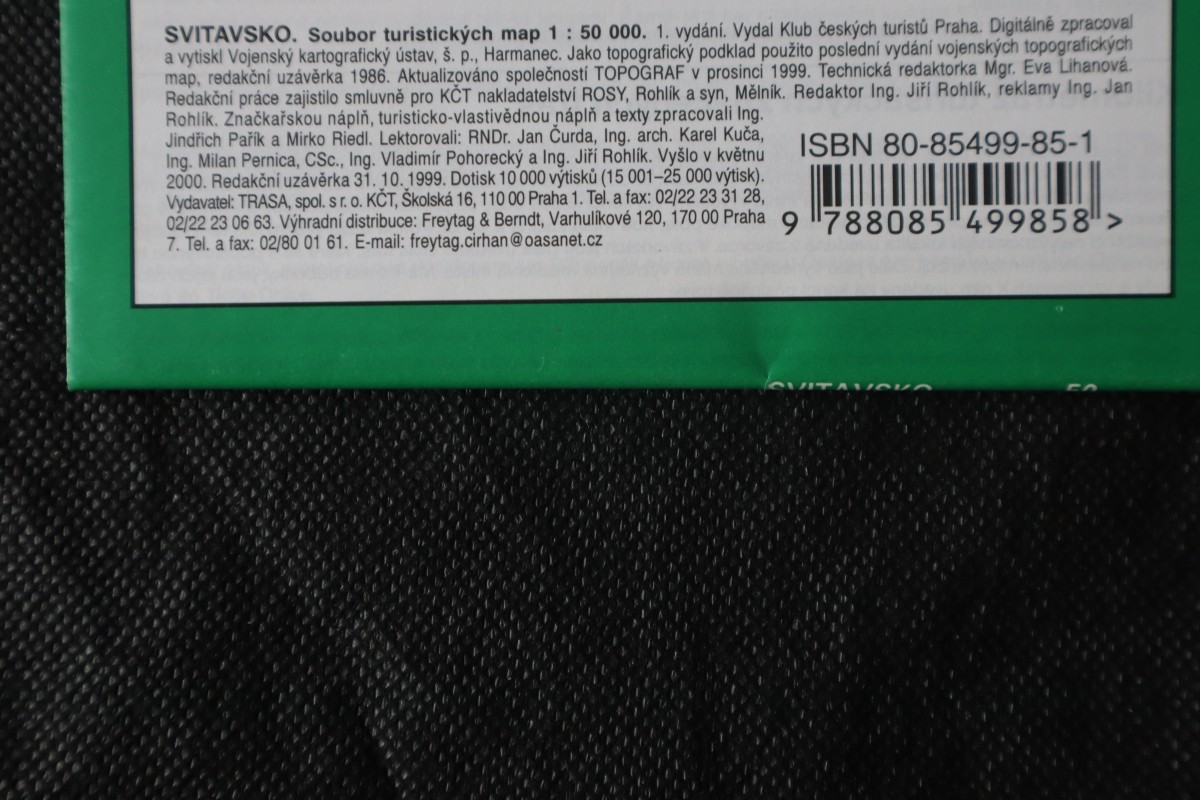 SVITAVSKO. Soubor turistických map 1 : 50 000. 1. vydání. Vydal Klub českých turistů Praha. Digitálně zpracoval
a vytiskl Vojenský kartografický ústav, š. p., Harmanec. Jako topografický podklad použito poslední vydání vojenských topografických
map, redakční uzávěrka 1986. Aktualizováno společností TOPOGRAF v prosinci 1999. Technická redaktorka Mgr. Eva Lihanová.
Redakční práce zajistilo smluvně pro KČT nakladatelství ROSY, Rohlík a syn, Mělník. Redaktor Ing. Jiří Rohlík, reklamy Ing. Jan
Rohlík. Značkařskou náplň, turisticko-vlastivědnou náplň a texty zpracovali Ing.
Jindřich Pařík a Mirko Riedl. Lektorovali: RNDr. Jan Čurda, Ing. arch. Karel Kuča,
Ing. Milan Pernica, CSc., Ing. Vladimír Pohorecký a Ing. Jiří Rohlík. Vyšlo v květnu
2000. Redakční uzávěrka 31. 10. 1999. Dotisk 10 000 výtisků (15 001–25 000 výtisk).
Vydavatel: TRASA, spol. s r. o. KČT, Školská 16, 110 00 Praha 1. Tel. a fax: 02/22 23 31 28,
02/22 23 06 63. Výhradní distribuce: Freytag & Berndt, Varhulíkové 120, 170 00 Praha
7. Tel. a fax: 02/80 01 61. E-mail: freytag.cirhan@oasanet.cz
ISBN 80-85499-85-1
9 788085 499858 >
SVITAVSKO 50